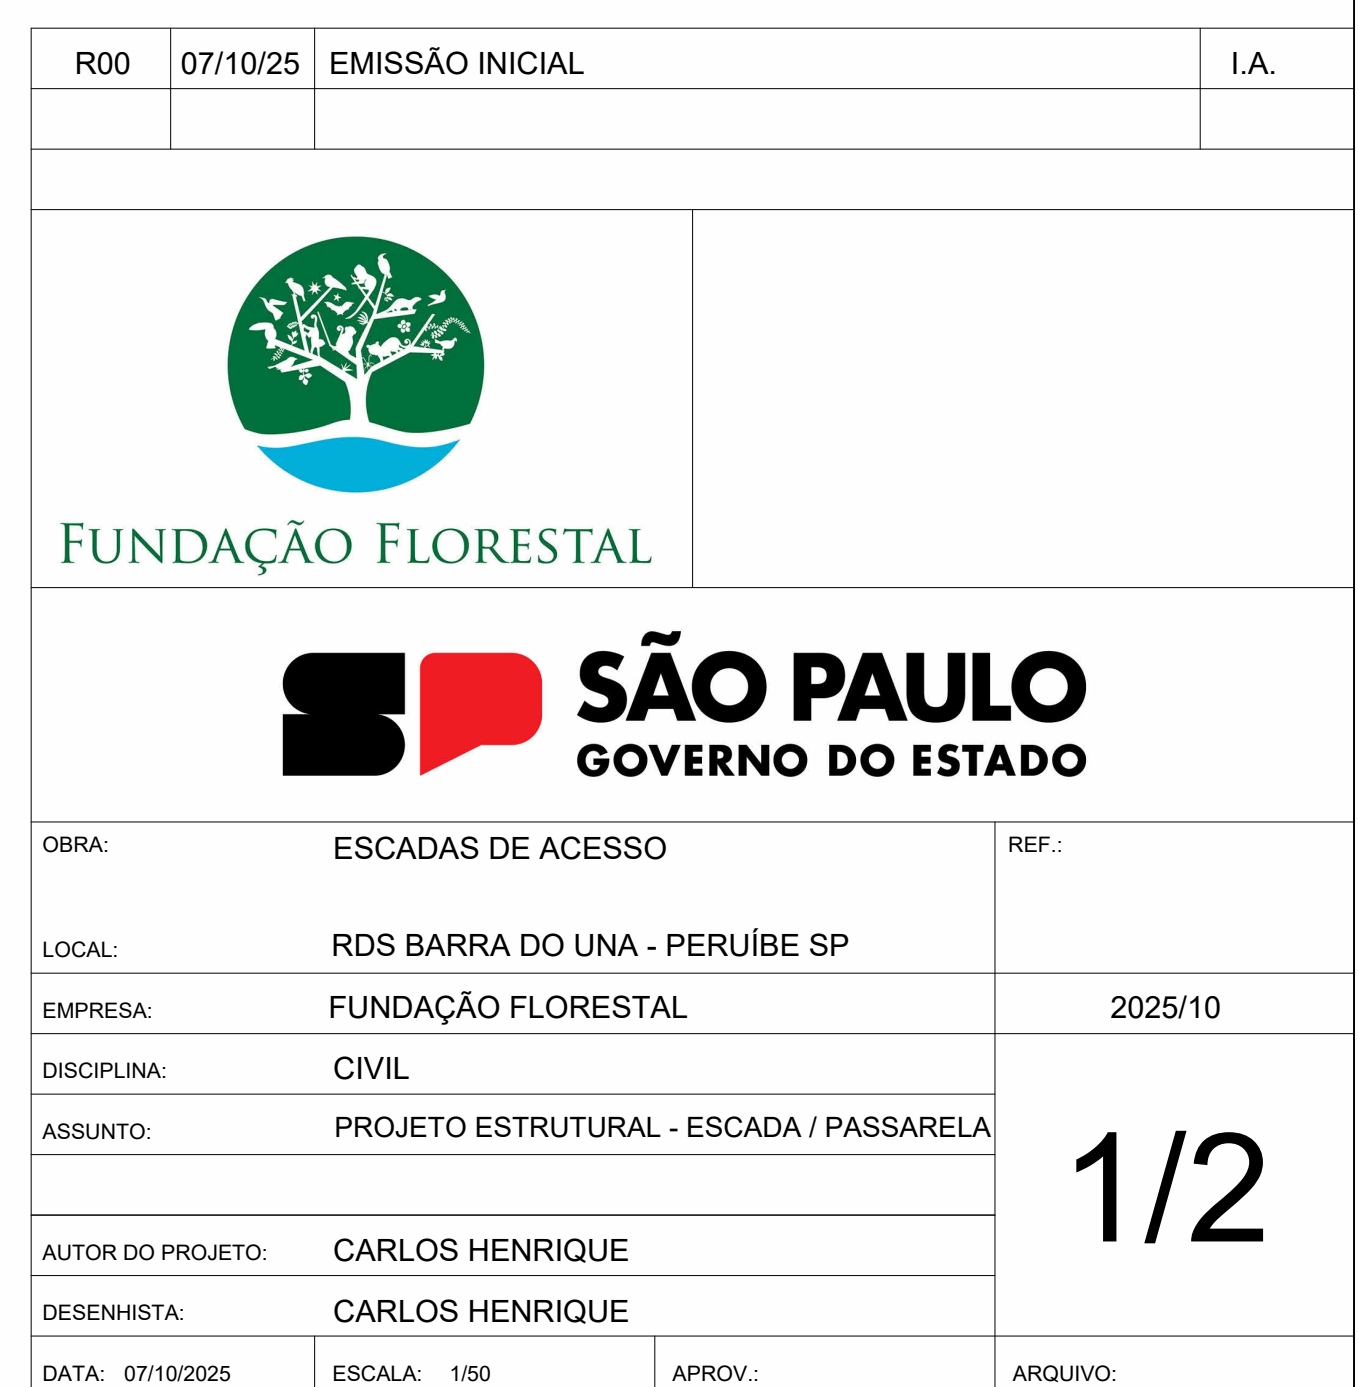 R00 07/10/25 EMISSÃO INICIAL I.A.
FUNDAÇÃO FLORESTAL
SP SÃO PAULO
GOVERNO DO ESTADO
OBRA: ESCADAS DE ACESSO REF.:
LOCAL: RDS BARRA DO UNA - PERUÍBE SP
EMPRESA: FUNDAÇÃO FLORESTAL 2025/10
DISCIPLINA: CIVIL
ASSUNTO: PROJETO ESTRUTURAL - ESCADA / PASSARELA
1/2
AUTOR DO PROJETO: CARLOS HENRIQUE
DESENHISTA: CARLOS HENRIQUE
DATA: 07/10/2025 ESCALA: 1/50 APROV.: ARQUIVO: